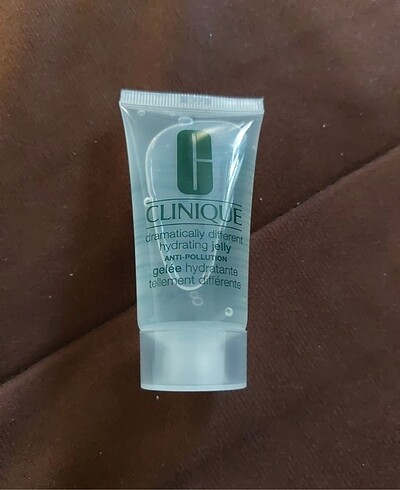 CLINIQUE
dramatically different
hydrating jelly
ANTI-POLLUTION
gelée hydratante
tellement différente